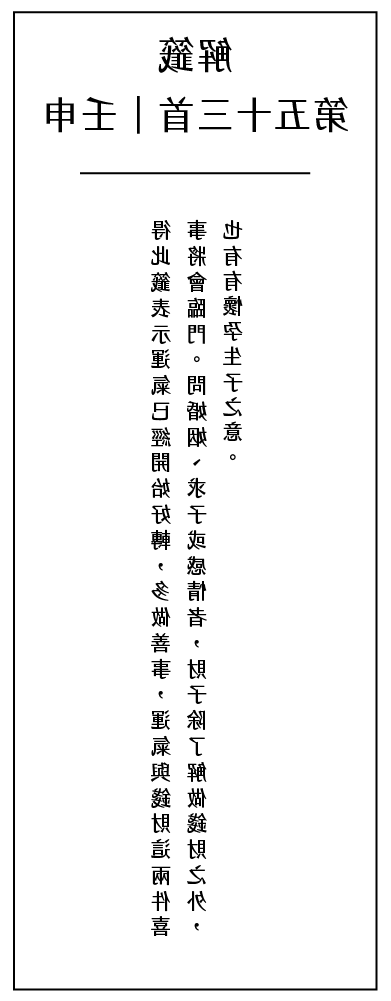 解籤
第五十三首｜壬申
得此籤表示運氣已經開始好轉，多做善事，運氣與錢財這兩件喜
事將會臨門。問婚姻、求子或感情者，財子除了解做錢財之外，
也有有懷孕生子之意。